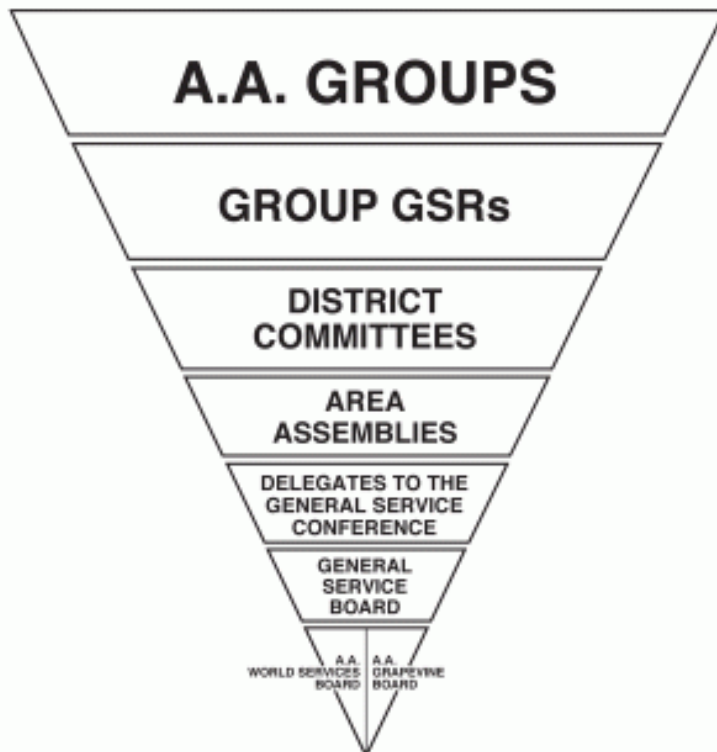 A.A. GROUPS
GROUP GSRs
DISTRICT
COMMITTEES
AREA
ASSEMBLIES
DELEGATES TO THE
GENERAL SERVICE
CONFERENCE
GENERAL
SERVICE
BOARD
A.A.
WORLD SERVICES
BOARD
A.A.
GRAPEVINE
BOARD